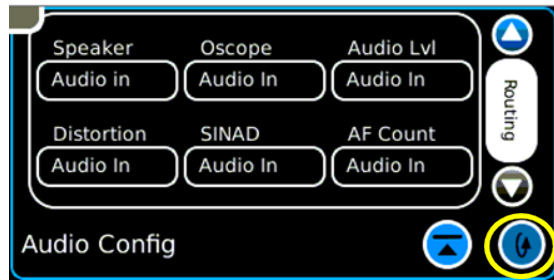 Speaker Oscope Audio Lvl
Audio in Audio In Audio In
Distortion SINAD AF Count
Audio In Audio In Audio In
Routing
Audio Config